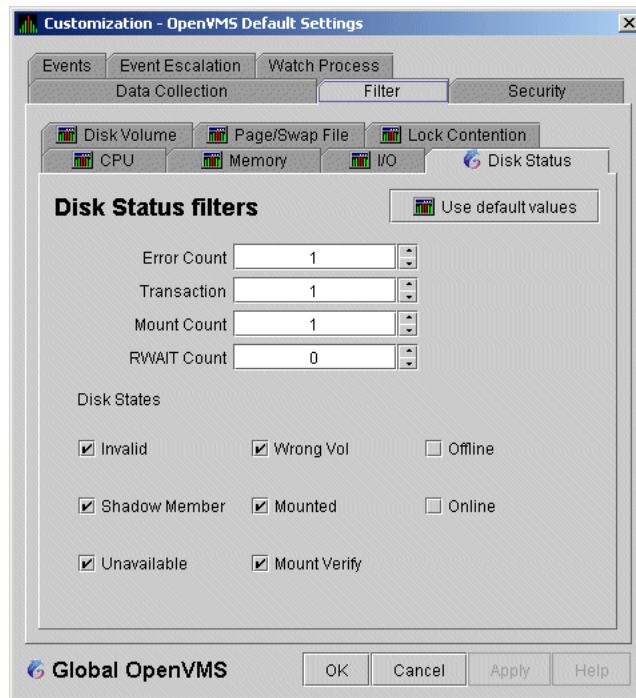 Customization - OpenVMS Default Settings
Events Event Escalation Watch Process
Data Collection Filter Security
Disk Volume Page/Swap File Lock Contention
CPU Memory I/O Disk Status
Disk Status filters Use default values
Error Count 1
Transaction 1
Mount Count 1
RWAIT Count 0
Disk States
Invalid Wrong Vol Offline
Shadow Member Mounted Online
Unavailable Mount Verify
Global OpenVMS OK Cancel Apply Help